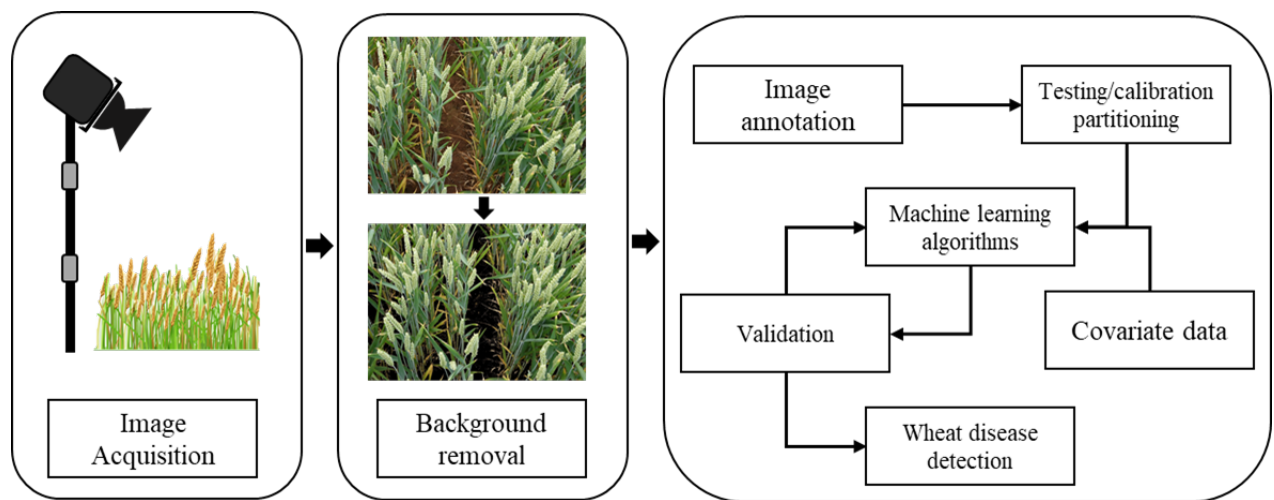 Image
Acquisition
Background
removal
Image
annotation
Testing/calibration
partitioning
Machine learning
algorithms
Validation
Covariate data
Wheat disease
detection